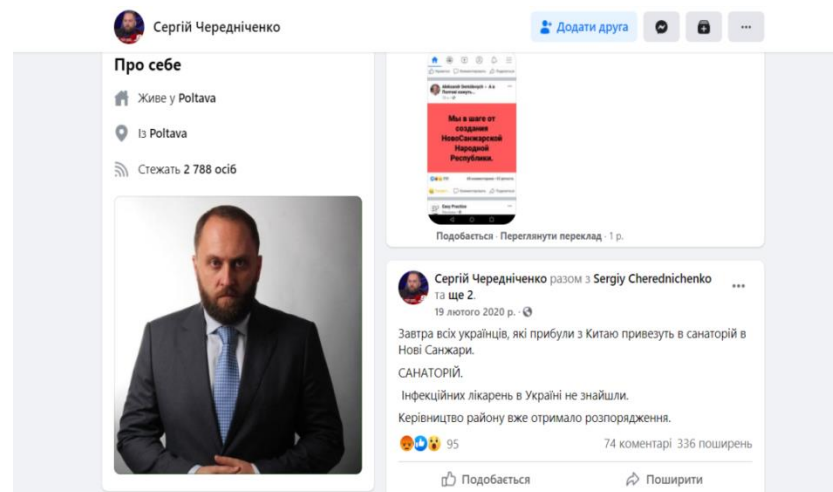 Сергій Чередніченко
Додати друга
Про себе
Живе у Poltava
Із Poltava
Стежать 2 788 осіб
Мы в шаге от
создания
НовоСанжарской
Народной
Республики.
Easy Practice
Подобається · Переглянути переклад · 1 р.
Сергій Чередніченко разом з Sergiy Cherednichenko
та ще 2.
19 лютого 2020 р. ·
Завтра всіх українців, які прибули з Китаю привезуть в санаторій в
Нові Санжари.
САНАТОРІЙ.
Інфекційних лікарень в Україні не знайшли.
Керівництво району вже отримало розпорядження.
95
74 коментарі 336 поширень
Подобається
Поширити